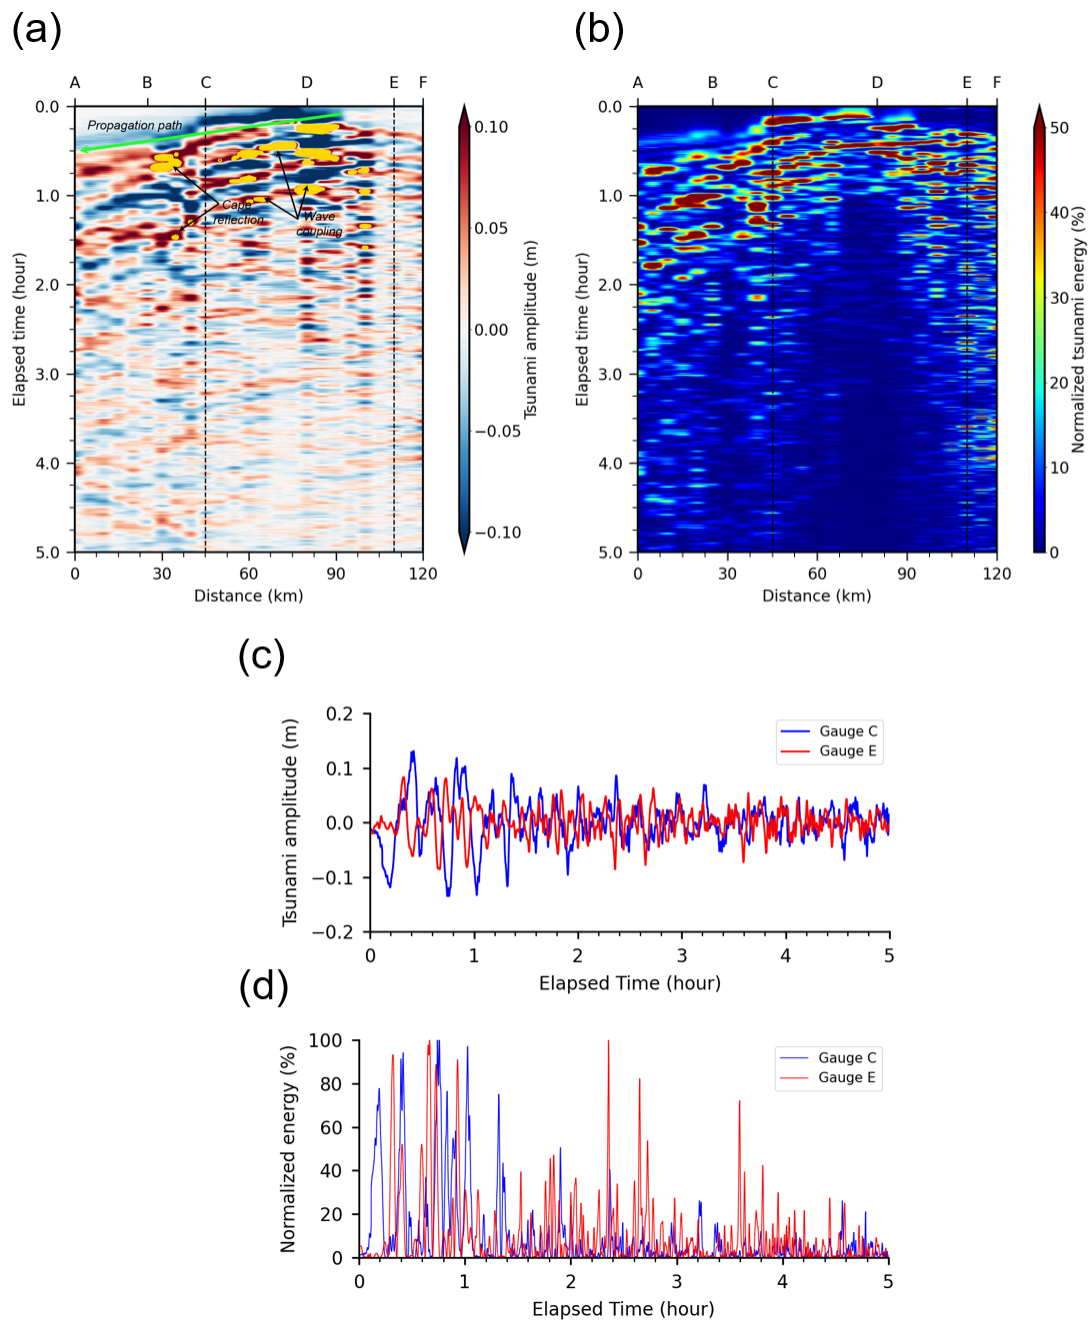 (a)
(b)
A B C D E F
A B C D E F
0.0
1.0
2.0
3.0
4.0
5.0
Elapsed time (hour)
Propagation path
Cape
reflection
Wave
coupling
0 30 60 90 120
Distance (km)
0.10
0.05
0.00
−0.05
−0.10
Tsunami amplitude (m)
0.0
1.0
2.0
3.0
4.0
5.0
Elapsed time (hour)
0 30 60 90 120
Distance (km)
50
40
30
20
10
0
Normalized tsunami energy (%)
(c)
0.2
0.1
0.0
−0.1
−0.2
Tsunami amplitude (m)
Gauge C
Gauge E
0 1 2 3 4 5
Elapsed Time (hour)
(d)
100
80
60
40
20
0
Normalized energy (%)
Gauge C
Gauge E
0 1 2 3 4 5
Elapsed Time (hour)